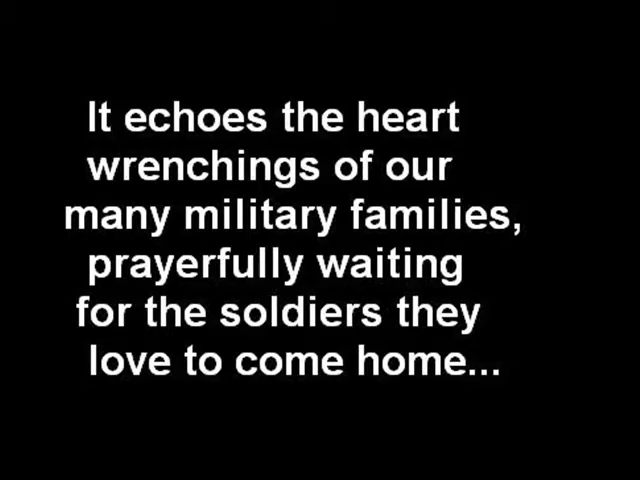 It echoes the heart
wrenchings of our
many military families,
prayerfully waiting
for the soldiers they
love to come home...